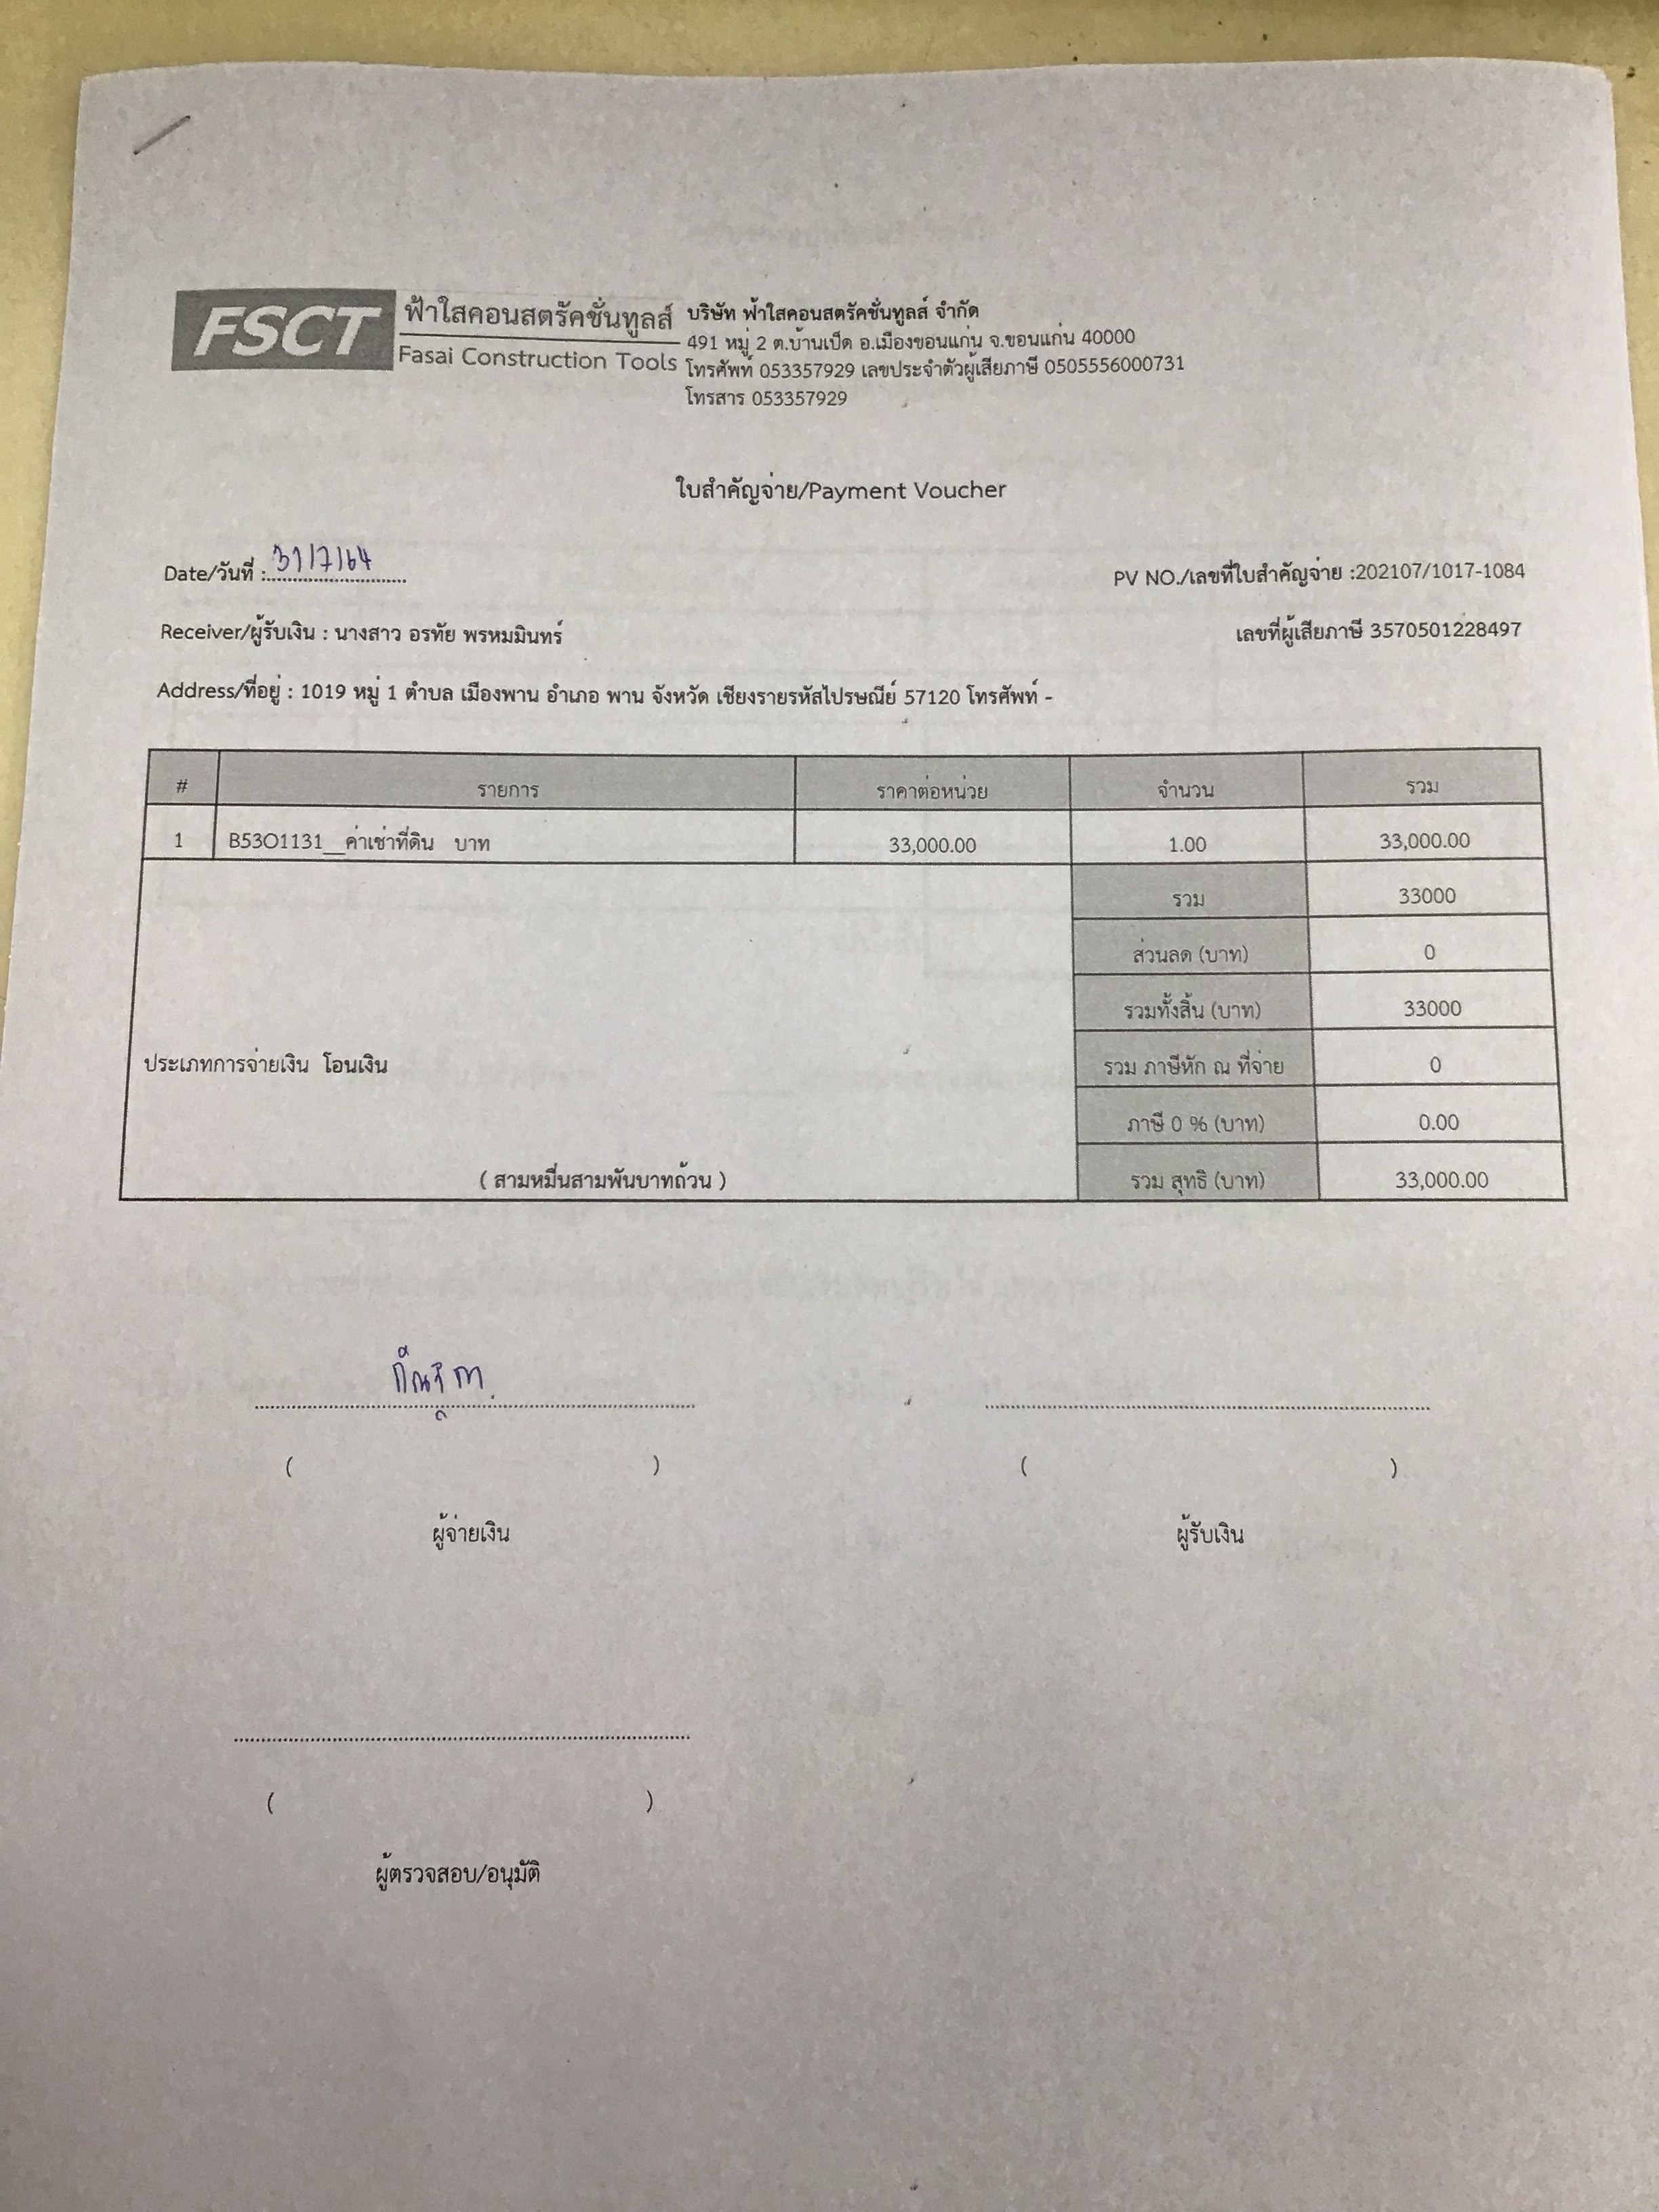 FSCT ฟ้าใสคอนสตรัคชั่นทูลส์
Fasai Construction Tools
บริษัท ฟ้าใสคอนสตรัคชั่นทูลส์ จำกัด
491 หมู่ 2 ต.บ้านเป็ด อ.เมืองขอนแก่น จ.ขอนแก่น 40000
โทรศัพท์ 053357929 เลขประจำตัวผู้เสียภาษี 0505556000731
โทรสาร 053357929
ใบสำคัญจ่าย/Payment Voucher
Date/วันที่ : 31/7/64 PV NO./เลขที่ใบสำคัญจ่าย :202107/1017-1084
Receiver/ผู้รับเงิน : นางสาว อรทัย พรหมมินทร์ เลขที่ผู้เสียภาษี 3570501228497
Address/ที่อยู่ : 1019 หมู่ 1 ตำบล เมืองพาน อำเภอ พาน จังหวัด เชียงรายรหัสไปรษณีย์ 57120 โทรศัพท์ -
# รายการ ราคาต่อหน่วย จำนวน รวม
1 B53O1131__ค่าเช่าที่ดิน บาท 33,000.00 1.00 33,000.00
รวม 33000
ส่วนลด (บาท) 0
รวมทั้งสิ้น (บาท) 33000
ประเภทการจ่ายเงิน โอนเงิน รวม ภาษีหัก ณ ที่จ่าย 0
ภาษี 0 % (บาท) 0.00
( สามหมื่นสามพันบาทถ้วน ) รวม สุทธิ (บาท) 33,000.00
( ) ( )
ผู้จ่ายเงิน ผู้รับเงิน
( )
ผู้ตรวจสอบ/อนุมัติ